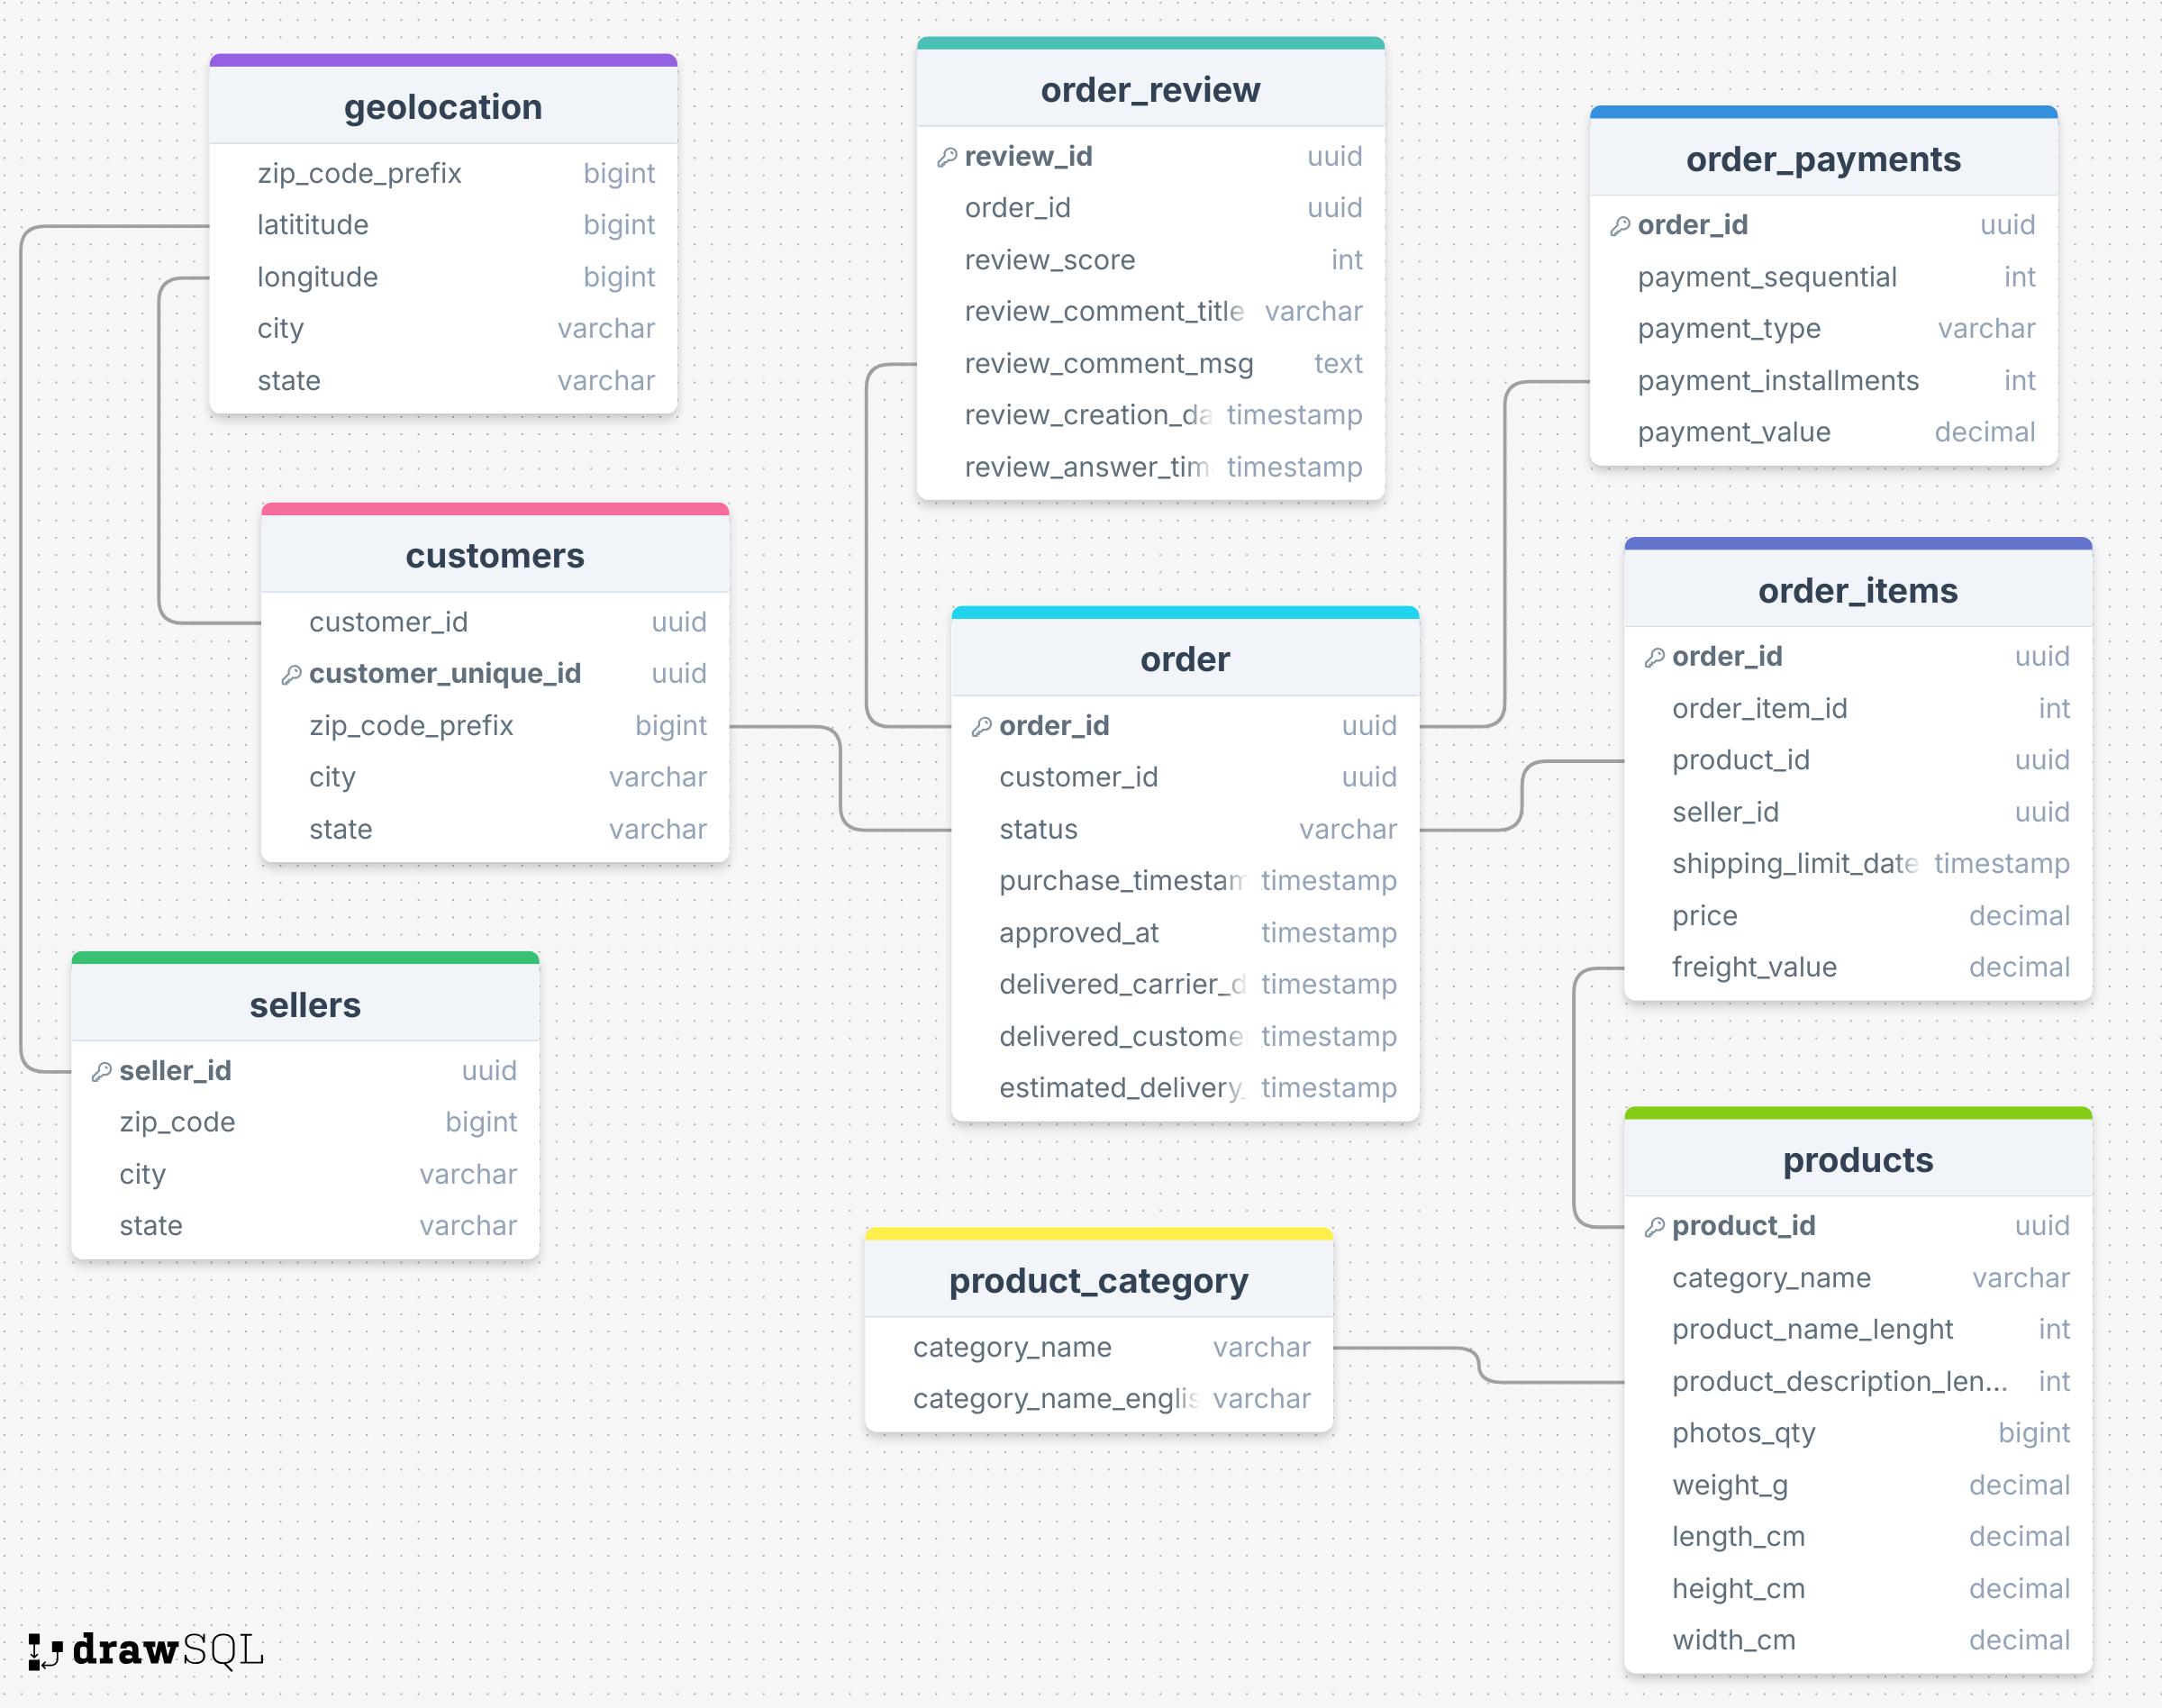 geolocation
zip_code_prefix bigint
latititude bigint
longitude bigint
city varchar
state varchar
order_review
review_id uuid
order_id uuid
review_score int
review_comment_title varchar
review_comment_msg text
review_creation_da timestamp
review_answer_tim timestamp
order_payments
order_id uuid
payment_sequential int
payment_type varchar
payment_installments int
payment_value decimal
customers
customer_id uuid
customer_unique_id uuid
zip_code_prefix bigint
city varchar
state varchar
order
order_id uuid
customer_id uuid
status varchar
purchase_timestam timestamp
approved_at timestamp
delivered_carrier_d timestamp
delivered_custome timestamp
estimated_delivery_ timestamp
order_items
order_id uuid
order_item_id int
product_id uuid
seller_id uuid
shipping_limit_date timestamp
price decimal
freight_value decimal
sellers
seller_id uuid
zip_code bigint
city varchar
state varchar
product_category
category_name varchar
category_name_englis varchar
products
product_id uuid
category_name varchar
product_name_lenght int
product_description_len... int
photos_qty bigint
weight_g decimal
length_cm decimal
height_cm decimal
width_cm decimal
drawSQL